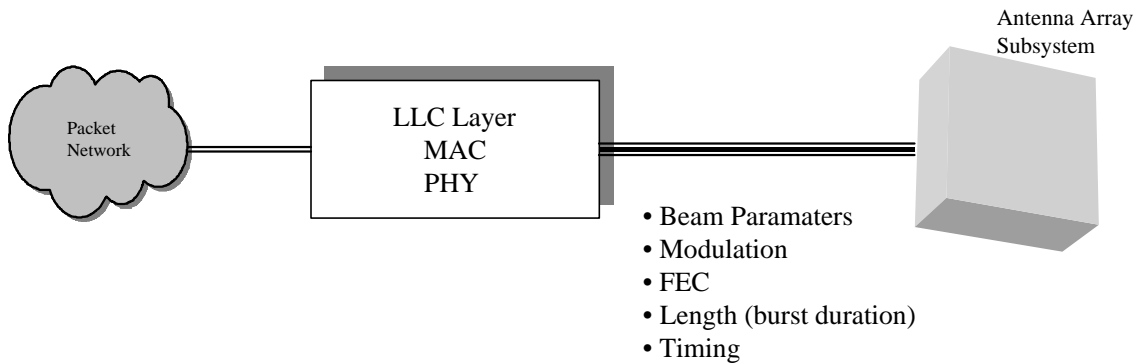 Antenna Array
Subsystem
Packet
Network
LLC Layer
MAC
PHY
• Beam Paramaters
• Modulation
• FEC
• Length (burst duration)
• Timing